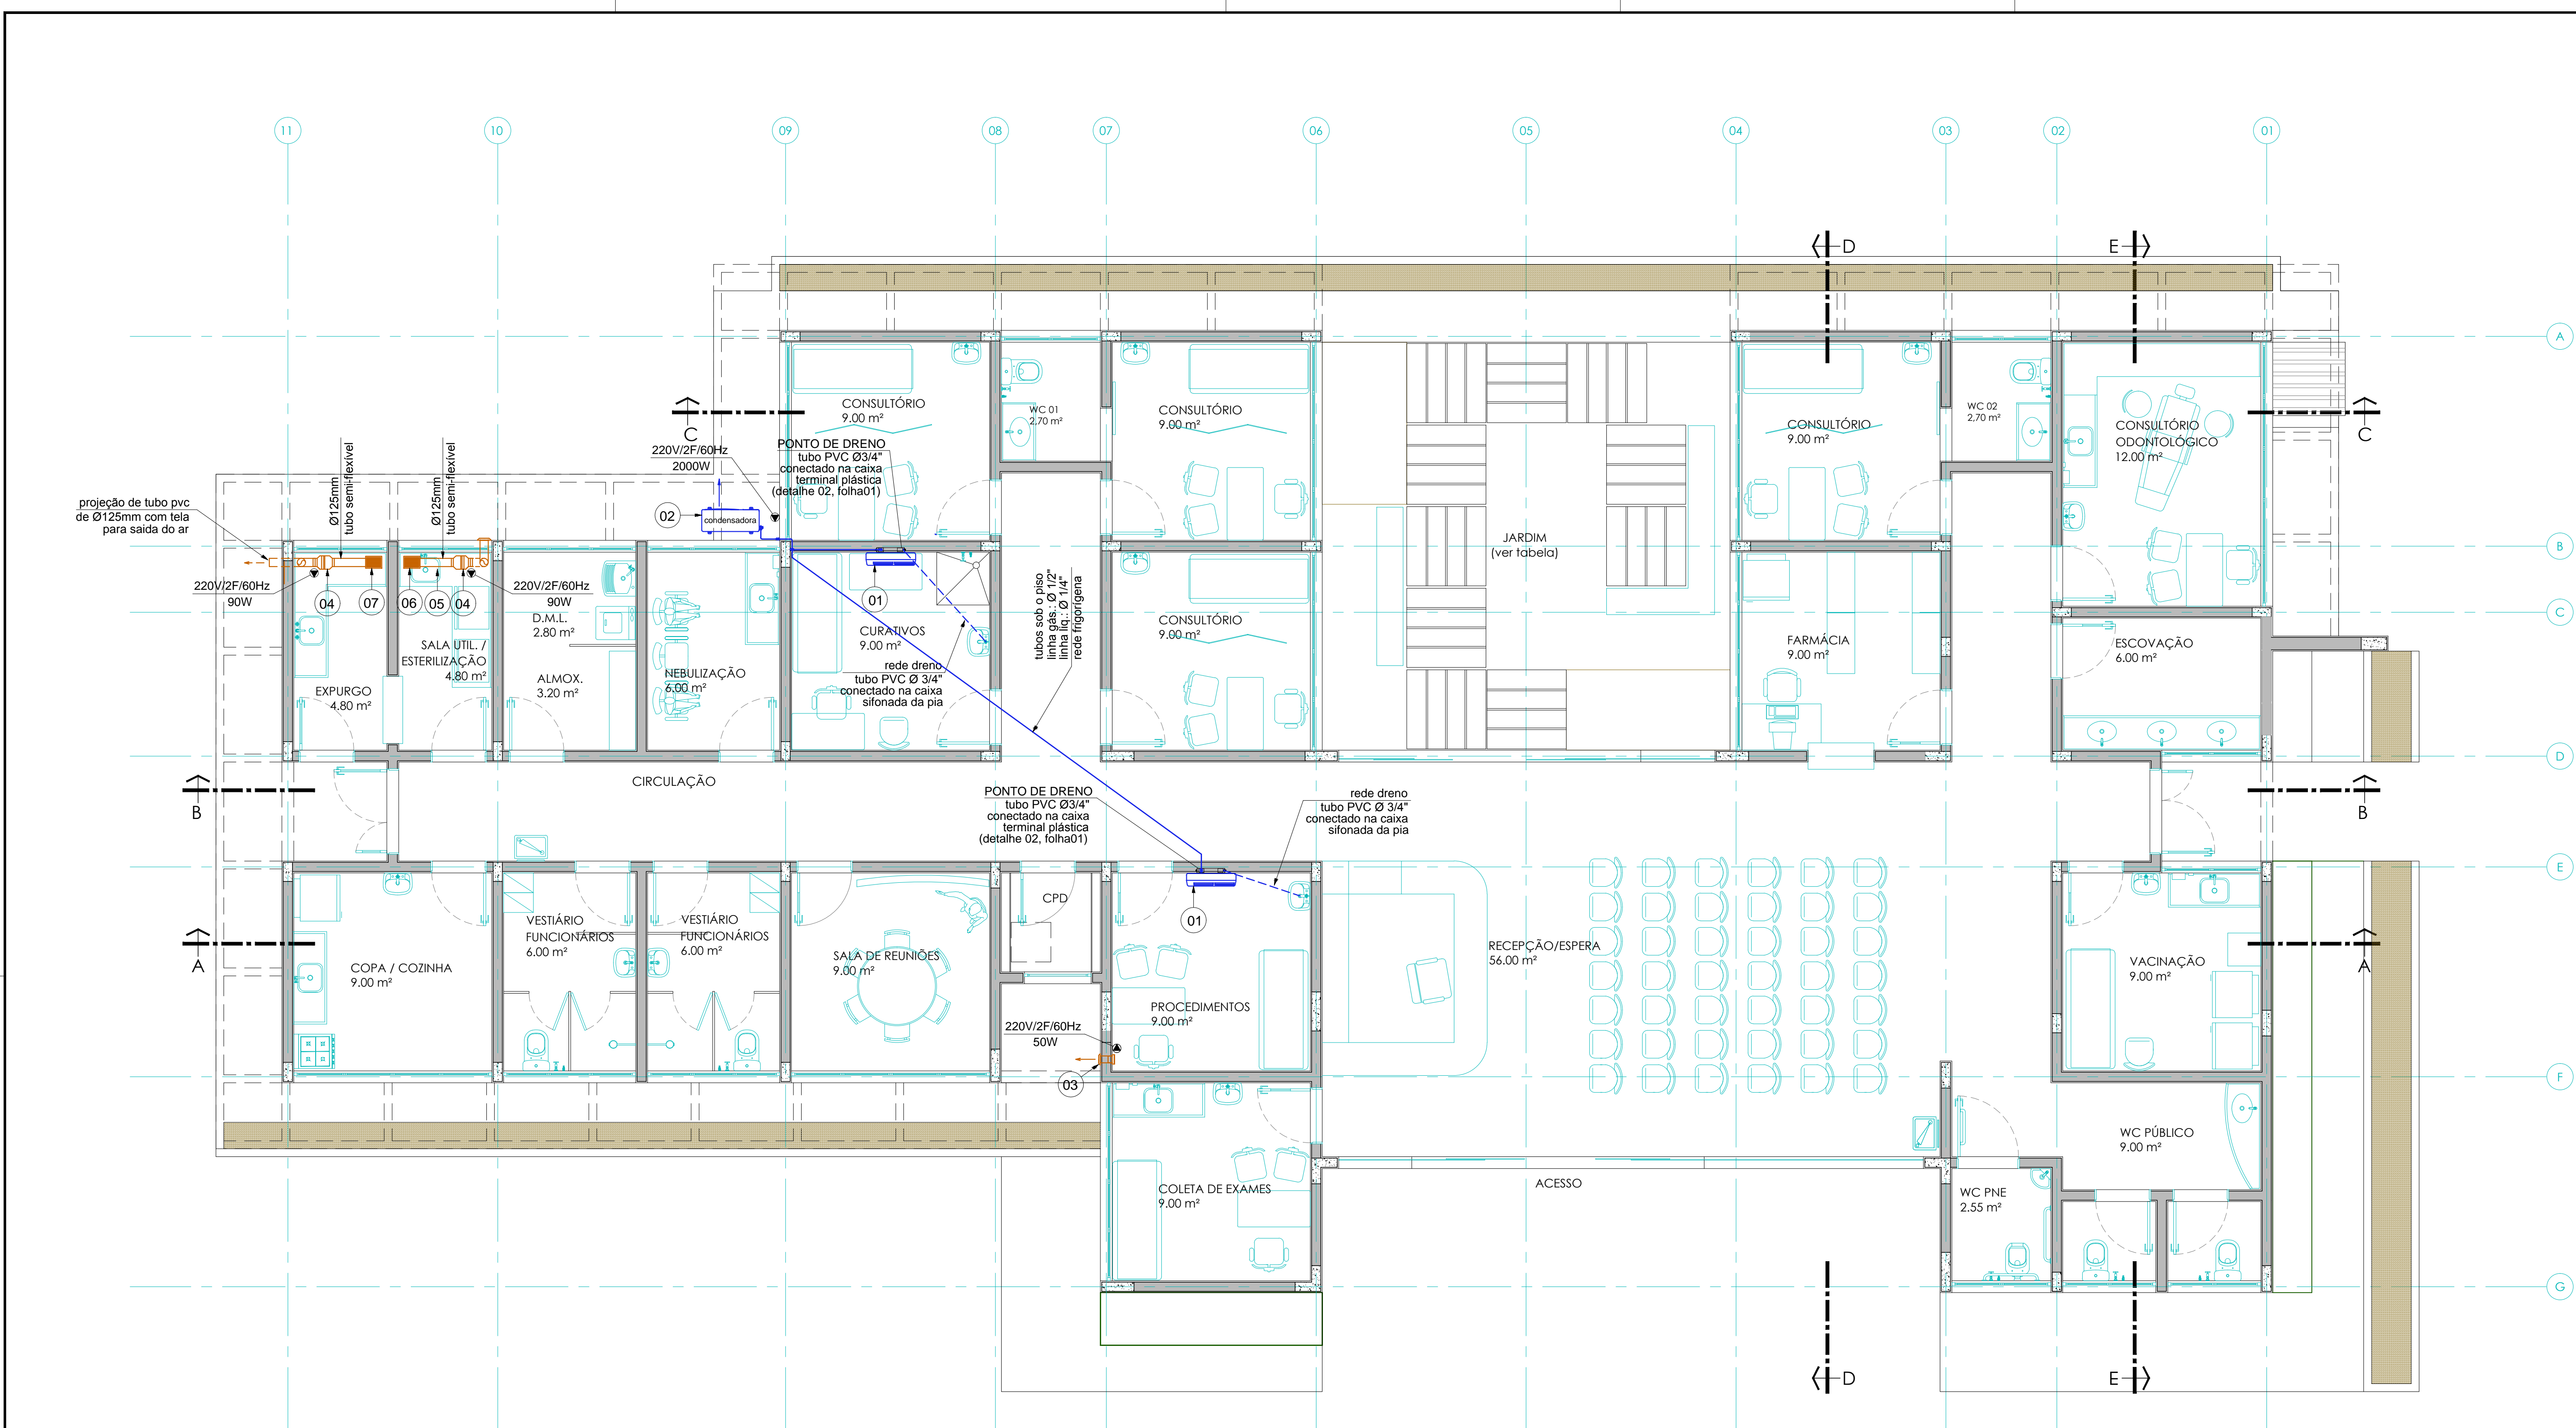 11
10
09
08
07
06
05
04
03
02
01
D
E
A
CONSULTÓRIO
9.00 m²
WC 01
2,70 m²
CONSULTÓRIO
9.00 m²
CONSULTÓRIO
9.00 m²
WC 02
2,70 m²
CONSULTÓRIO
ODONTOLÓGICO
12.00 m²
C
C
220V/2F/60Hz
2000W
PONTO DE DRENO
tubo PVC Ø3/4"
conectado na caixa
terminal plástica
(detalhe 02, folha01)
projeção de tubo pvc
de Ø125mm com tela
para saida do ar
Ø125mm
tubo semi-flexível
Ø125mm
tubo semi-flexível
02
condensadora
JARDIM
(ver tabela)
B
220V/2F/60Hz
90W
04
07
06
05
04
220V/2F/60Hz
90W
01
tubos sob o piso
linha gás.: Ø 1/2"
linha liq.: Ø 1/4"
rede frigorígena
C
D.M.L.
2.80 m²
CURATIVOS
9.00 m²
CONSULTÓRIO
9.00 m²
FARMÁCIA
9.00 m²
ESCOVAÇÃO
6.00 m²
SALA UTIL. /
ESTERILIZAÇÃO
4.80 m²
EXPURGO
4.80 m²
ALMOX.
3.20 m²
NEBULIZAÇÃO
6.00 m²
rede dreno
tubo PVC Ø 3/4"
conectado na caixa
sifonada da pia
D
CIRCULAÇÃO
B
B
PONTO DE DRENO
tubo PVC Ø3/4"
conectado na caixa
terminal plástica
(detalhe 02, folha01)
rede dreno
tubo PVC Ø 3/4"
conectado na caixa
sifonada da pia
E
CPD
01
VESTIÁRIO
FUNCIONÁRIOS
6.00 m²
VESTIÁRIO
FUNCIONÁRIOS
6.00 m²
SALA DE REUNIÕES
9.00 m²
RECEPÇÃO/ESPERA
56.00 m²
A
A
COPA / COZINHA
9.00 m²
VACINAÇÃO
9.00 m²
PROCEDIMENTOS
9.00 m²
220V/2F/60Hz
50W
03
F
WC PÚBLICO
9.00 m²
COLETA DE EXAMES
9.00 m²
ACESSO
WC PNE
2.55 m²
G
D
E